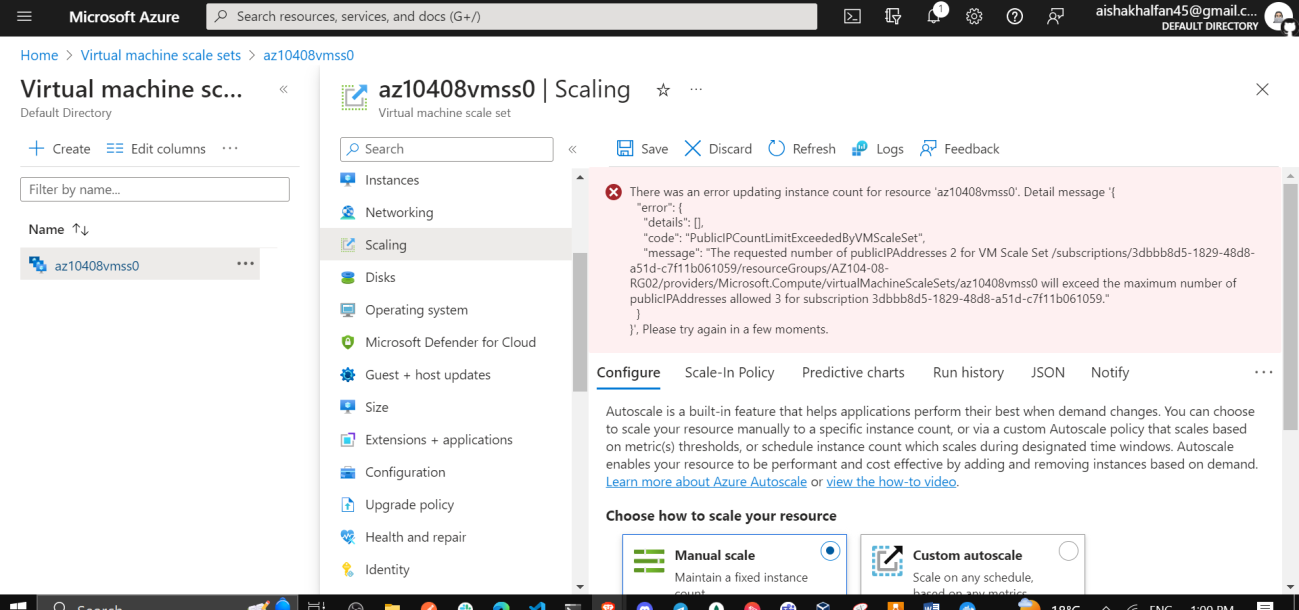 Microsoft Azure
Search resources, services, and docs (G+/)
1
aishakhalfan45@gmail.c...
DEFAULT DIRECTORY
Home > Virtual machine scale sets > az10408vmss0
Virtual machine sc... «
Default Directory
Create Edit columns ...
Filter by name...
Name ↑↓
az10408vmss0 ...
az10408vmss0 | Scaling ☆ ...
Virtual machine scale set
Search «
Instances
Networking
Scaling
Disks
Operating system
Microsoft Defender for Cloud
Guest + host updates
Size
Extensions + applications
Configuration
Upgrade policy
Health and repair
Identity
Save Discard Refresh Logs Feedback
There was an error updating instance count for resource 'az10408vmss0'. Detail message '{
"error": {
"details": [],
"code": "PublicIPCountLimitExceededByVMScaleSet",
"message": "The requested number of publicIPAddresses 2 for VM Scale Set /subscriptions/3dbbb8d5-1829-48d8-
a51d-c7f11b061059/resourceGroups/AZ104-08-
RG02/providers/Microsoft.Compute/virtualMachineScaleSets/az10408vmss0 will exceed the maximum number of
publicIPAddresses allowed 3 for subscription 3dbbb8d5-1829-48d8-a51d-c7f11b061059."
}
}', Please try again in a few moments.
Configure Scale-In Policy Predictive charts Run history JSON Notify ...
Autoscale is a built-in feature that helps applications perform their best when demand changes. You can choose
to scale your resource manually to a specific instance count, or via a custom Autoscale policy that scales based
on metric(s) thresholds, or schedule instance count which scales during designated time windows. Autoscale
enables your resource to be performant and cost effective by adding and removing instances based on demand.
Learn more about Azure Autoscale or view the how-to video.
Choose how to scale your resource
Manual scale
Maintain a fixed instance
count
Custom autoscale
Scale on any schedule,
based on any metrics
Search
18°C ENG 1:00 PM